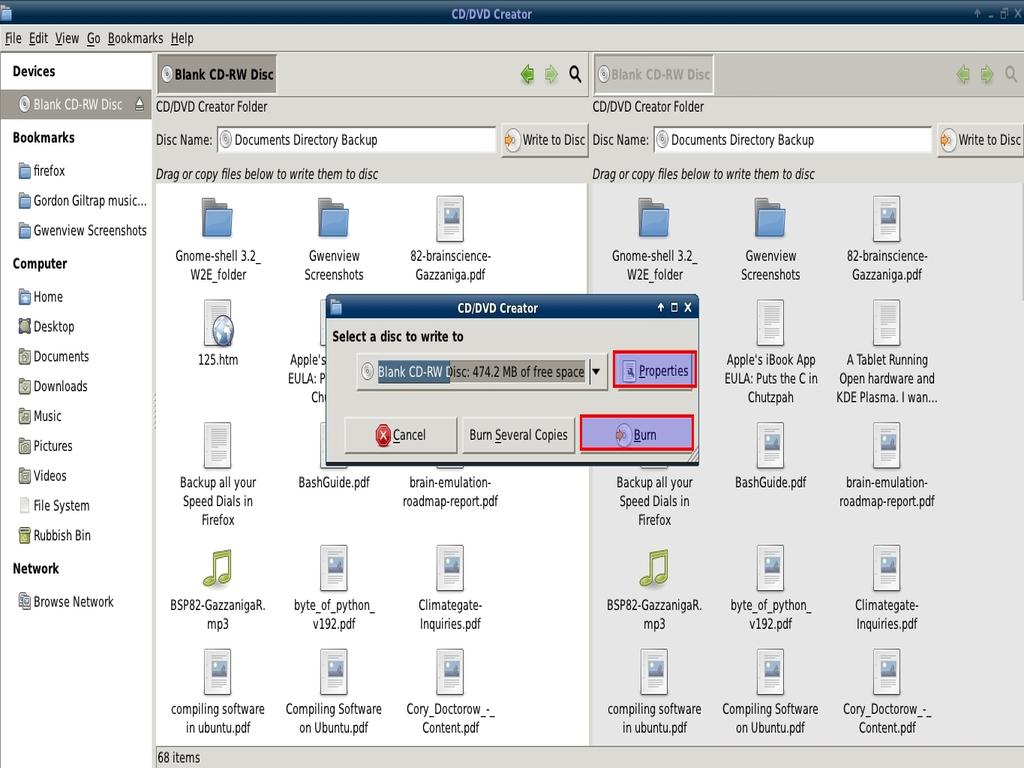 CD/DVD Creator
File Edit View Go Bookmarks Help
Devices
Blank CD-RW Disc
Bookmarks
firefox
Gordon Giltrap music...
Gwenview Screenshots
Computer
Home
Desktop
Documents
Downloads
Music
Pictures
Videos
File System
Rubbish Bin
Network
Browse Network
Blank CD-RW Disc
CD/DVD Creator Folder
Disc Name: Documents Directory Backup Write to Disc
Drag or copy files below to write them to disc
Gnome-shell 3.2_
W2E_folder
Gwenview
Screenshots
82-brainscience-
Gazzaniga.pdf
125.htm
Apple's
EULA: P
Backup all your
Speed Dials in
Firefox
BashGuide.pdf
brain-emulation-
roadmap-report.pdf
BSP82-GazzanigaR.
mp3
byte_of_python_
v192.pdf
Climategate-
Inquiries.pdf
compiling software
in ubuntu.pdf
Compiling Software
on Ubuntu.pdf
Cory_Doctorow_-_
Content.pdf
68 items
CD/DVD Creator
Select a disc to write to
Blank CD-RW Disc: 474.2 MB of free space Properties
Cancel Burn Several Copies Burn
Blank CD-RW Disc
CD/DVD Creator Folder
Disc Name: Documents Directory Backup Write to Disc
Drag or copy files below to write them to disc
Gnome-shell 3.2_
W2E_folder
Gwenview
Screenshots
82-brainscience-
Gazzaniga.pdf
Apple's iBook App
EULA: Puts the C in
Chutzpah
A Tablet Running
Open hardware and
KDE Plasma. I wan...
Backup all your
Speed Dials in
Firefox
BashGuide.pdf
brain-emulation-
roadmap-report.pdf
BSP82-GazzanigaR.
mp3
byte_of_python_
v192.pdf
Climategate-
Inquiries.pdf
compiling software
in ubuntu.pdf
Compiling Software
on Ubuntu.pdf
Cory_Doctorow_-_
Content.pdf